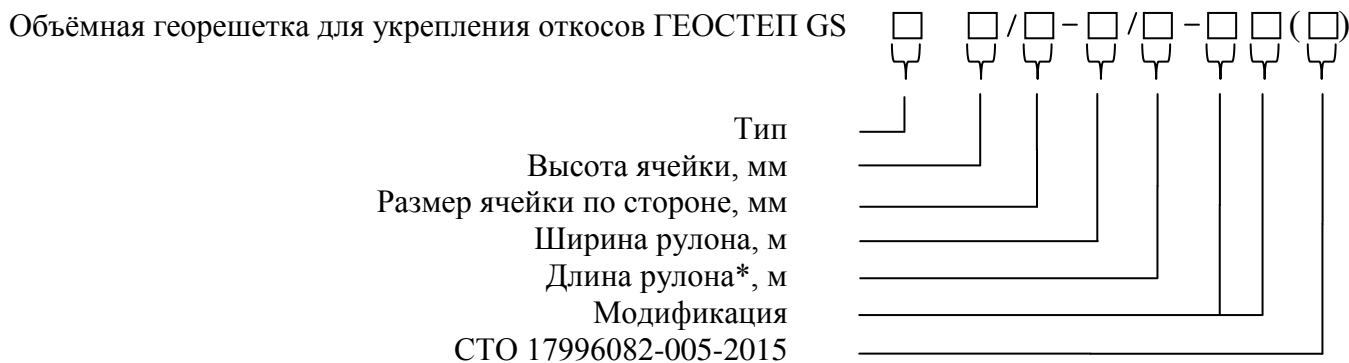 Объёмная георешетка для укрепления откосов ГЕОСТЕП GS □ □/□–□/□–□ □(□)
Тип
Высота ячейки, мм
Размер ячейки по стороне, мм
Ширина рулона, м
Длина рулона*, м
Модификация
СТО 17996082-005-2015